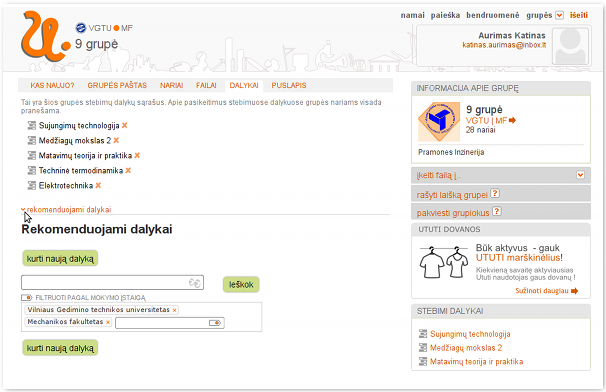 namai paieška bendruomenė grupės išeiti
VGTU MF
9 grupė
Aurimas Katinas
katinas.aurimas@inbox.lt
KAS NAUJO? GRUPĖS PAŠTAS NARIAI FAILAI DALYKAI PUSLAPIS
Tai yra šios grupės stebimų dalykų sąrašus. Apie pasikeitimus stebimuose dalykuose grupės nariams visada
pranešama.
Sujungimų technologija
Medžiagų mokslas 2
Matavimų teorija ir praktika
Techninė termodinamika
Elektrotechnika
rekomenduojami dalykai
Rekomenduojami dalykai
kurti naują dalyką
Ieškok
FILTRUOTI PAGAL MOKYMO ĮSTAIGĄ
Vilniaus Gedimino technikos universitetas x
Mechanikos fakultetas x
kurti naują dalyką
INFORMACIJA APIE GRUPĘ
9 grupė
VGTU | MF
28 nariai
Pramonės Inžinerija
įkelti failą į..
rašyti laišką grupei ?
pakviesti grupiokus ?
UTUTI DOVANOS
Būk aktyvus - gauk
UTUTI marškinėlius!
Kiekvieną savaitę aktyviausias
Ututi naudotojas gaus dovanų !
Sužinoti daugiau
STEBIMI DALYKAI
Sujungimų technologija
Medžiagų mokslas 2
Matavimų teorija ir praktika